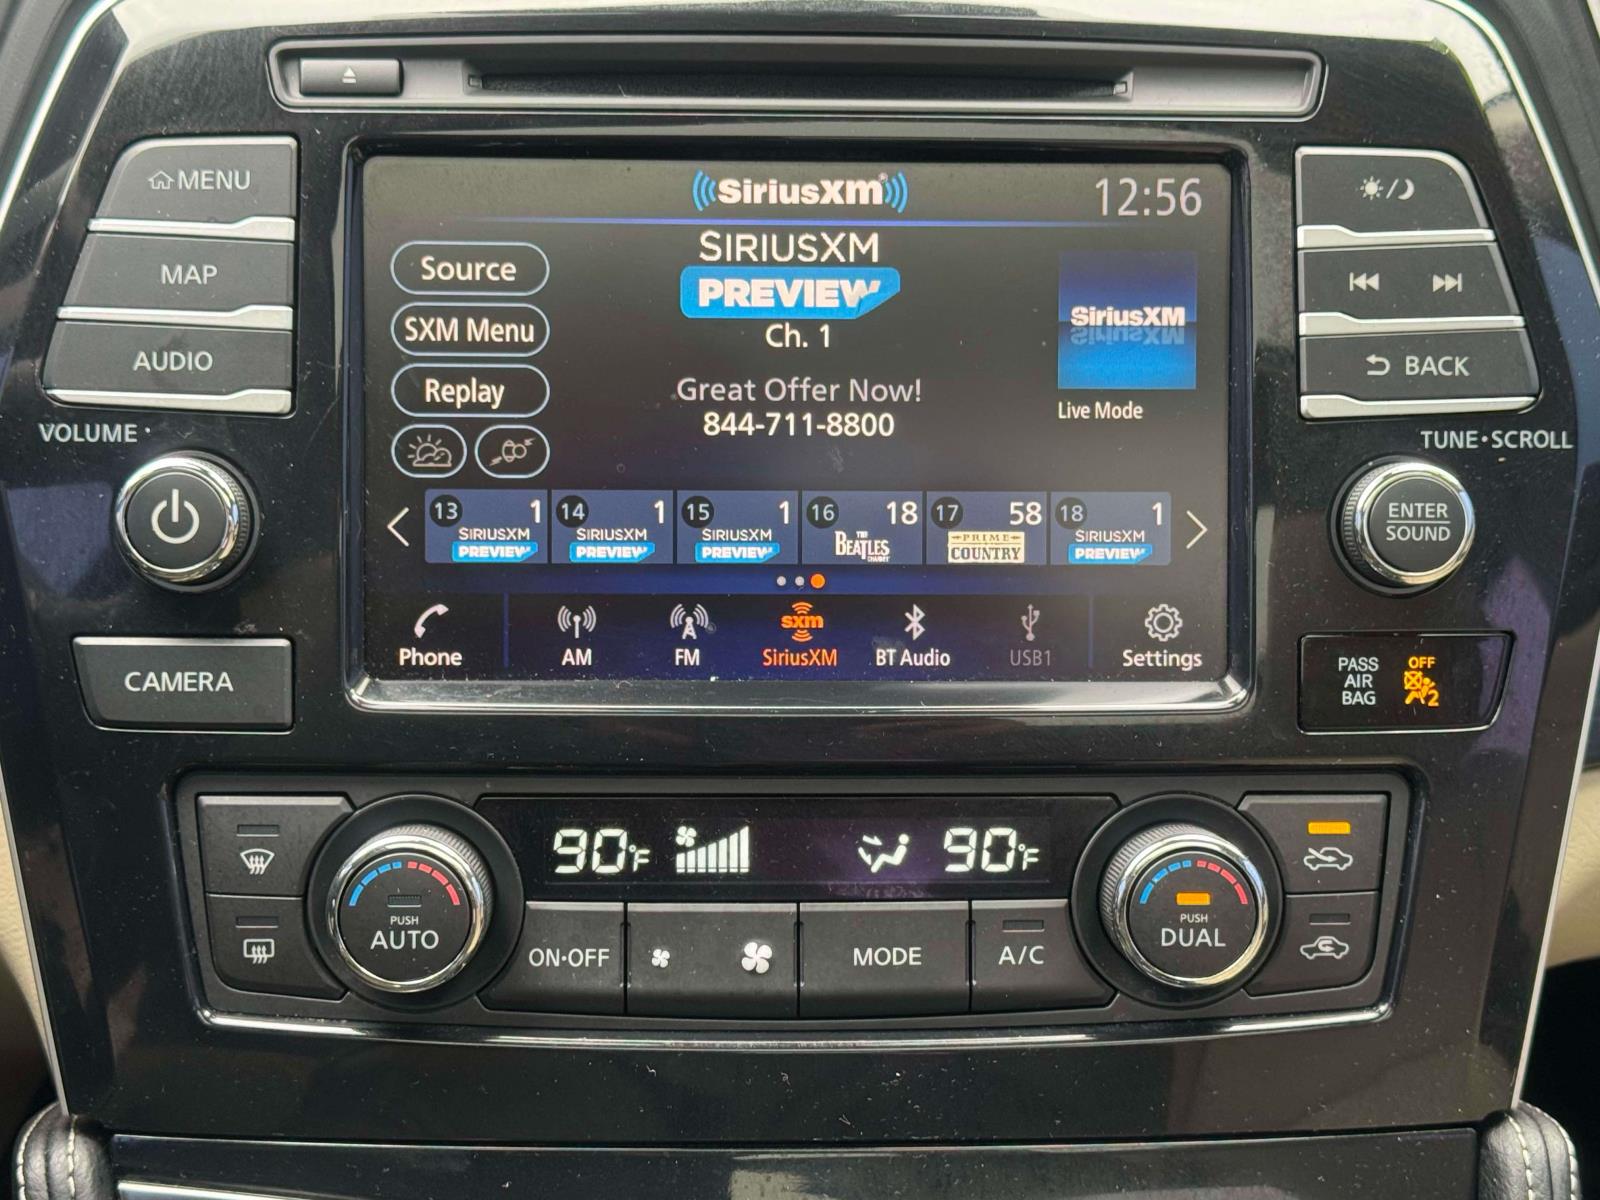 MENU
MAP
AUDIO
VOLUME
CAMERA
SiriusXM
12:56
Source
SXM Menu
Replay
SIRIUSXM
PREVIEW
Ch. 1
Great Offer Now!
844-711-8800
SiriusXM
Live Mode
13 1
SIRIUSXM
PREVIEW
14 1
SIRIUSXM
PREVIEW
15 1
SIRIUSXM
PREVIEW
16 18
THE
BEATLES
CHANNEL
17 58
PRIME
COUNTRY
18 1
SIRIUSXM
PREVIEW
Phone
AM
FM
sxm
SiriusXM
BT Audio
USB1
Settings
BACK
TUNE•SCROLL
ENTER
SOUND
PASS
AIR
BAG
OFF
2
90°F
90°F
PUSH
AUTO
ON•OFF
MODE
A/C
PUSH
DUAL